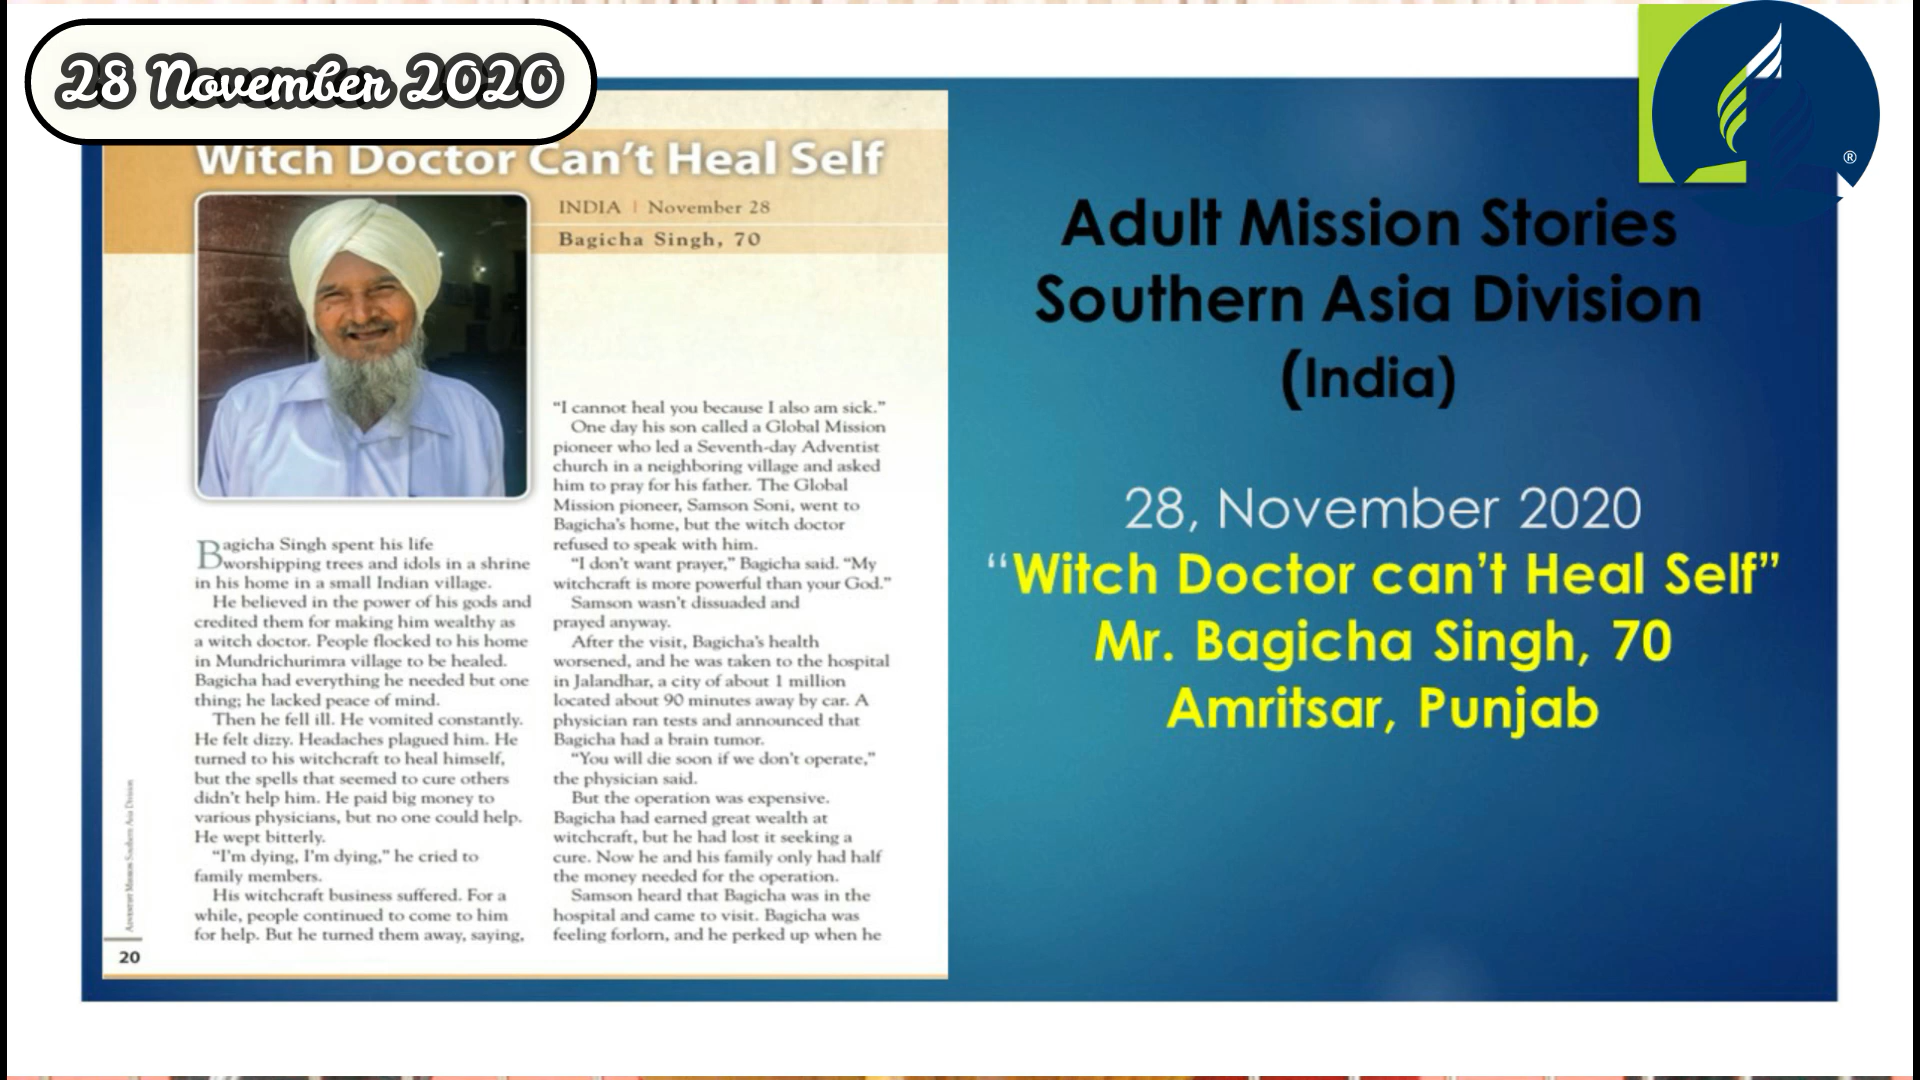 28 November 2020
Witch Doctor Can't Heal Self
INDIA | November 28
Bagicha Singh, 70
Bagicha Singh spent his life
worshipping trees and idols in a shrine
in his home in a small Indian village.
He believed in the power of his gods and
credited them for making him wealthy as
a witch doctor. People flocked to his home
in Mundrichurimra village to be healed.
Bagicha had everything he needed but one
thing; he lacked peace of mind.
Then he fell ill. He vomited constantly.
He felt dizzy. Headaches plagued him. He
turned to his witchcraft to heal himself,
but the spells that seemed to cure others
didn't help him. He paid big money to
various physicians, but no one could help.
He wept bitterly.
"I'm dying, I'm dying," he cried to
family members.
His witchcraft business suffered. For a
while, people continued to come to him
for help. But he turned them away, saying,
"I cannot heal you because I also am sick."
One day his son called a Global Mission
pioneer who led a Seventh-day Adventist
church in a neighboring village and asked
him to pray for his father. The Global
Mission pioneer, Samson Soni, went to
Bagicha's home, but the witch doctor
refused to speak with him.
"I don't want prayer," Bagicha said. "My
witchcraft is more powerful than your God."
Samson wasn't dissuaded and
prayed anyway.
After the visit, Bagicha's health
worsened, and he was taken to the hospital
in Jalandhar, a city of about 1 million
located about 90 minutes away by car. A
physician ran tests and announced that
Bagicha had a brain tumor.
"You will die soon if we don't operate,"
the physician said.
But the operation was expensive.
Bagicha had earned great wealth at
witchcraft, but he had lost it seeking a
cure. Now he and his family only had half
the money needed for the operation.
Samson heard that Bagicha was in the
hospital and came to visit. Bagicha was
feeling forlorn, and he perked up when he
Adventist Mission Southern Asia Division
20
Adult Mission Stories
Southern Asia Division
(India)
28, November 2020
"Witch Doctor can't Heal Self"
Mr. Bagicha Singh, 70
Amritsar, Punjab
®